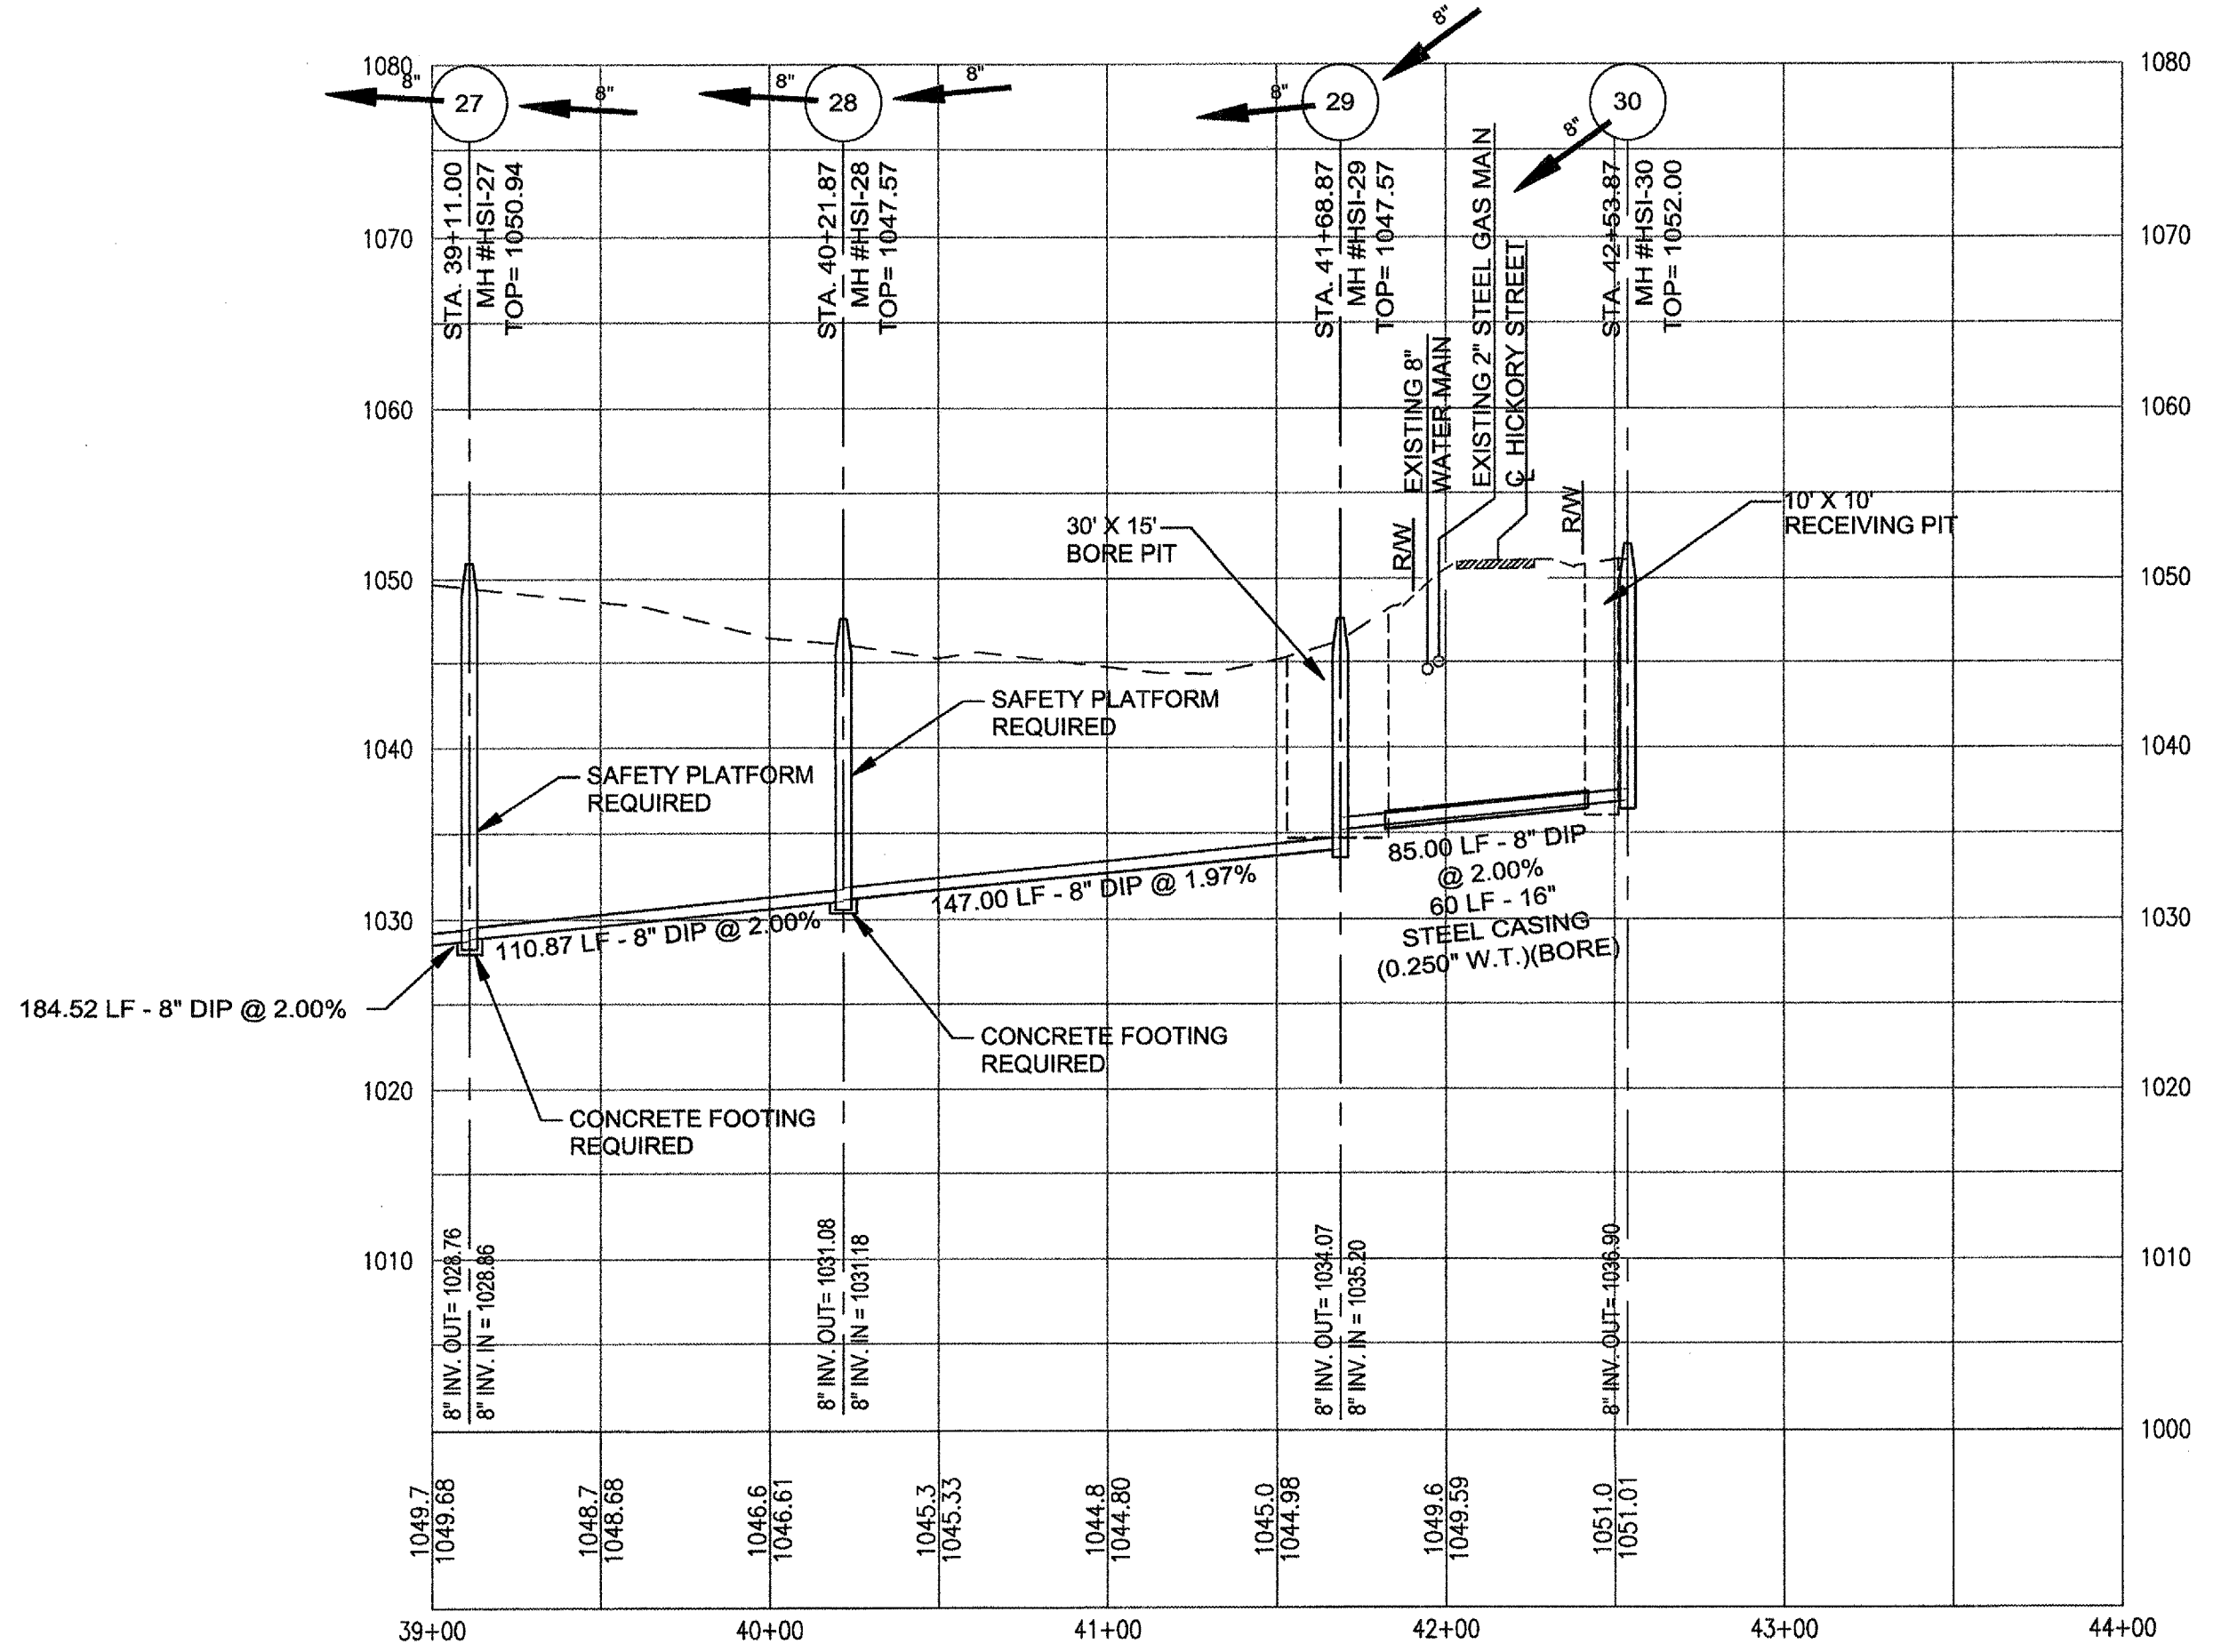 8"
1080
8"
27
8"
8"
28
8"
8"
29
8"
30
1080
STA. 39+11.00
MH #HSI-27
TOP= 1050.94
STA. 40+21.87
MH #HSI-28
TOP= 1047.57
STA. 41+68.87
MH #HSI-29
TOP= 1047.57
STA. 42+53.87
MH #HSI-30
TOP= 1052.00
1070
1070
EXISTING 8"
WATER MAIN
EXISTING 2" STEEL GAS MAIN
℄ HICKORY STREET
1060
1060
R/W
R/W
10' X 10'
RECEIVING PIT
30' X 15'
BORE PIT
1050
1050
SAFETY PLATFORM
REQUIRED
1040
1040
SAFETY PLATFORM
REQUIRED
85.00 LF - 8" DIP
@ 2.00%
60 LF - 16"
STEEL CASING
(0.250" W.T.)(BORE)
147.00 LF - 8" DIP @ 1.97%
1030
1030
110.87 LF - 8" DIP @ 2.00%
184.52 LF - 8" DIP @ 2.00%
CONCRETE FOOTING
REQUIRED
1020
1020
CONCRETE FOOTING
REQUIRED
1010
1010
8" INV. OUT= 1028.76
8" INV. IN = 1028.86
8" INV. OUT= 1031.08
8" INV. IN = 1031.18
8" INV. OUT= 1034.07
8" INV. IN = 1035.20
8" INV. OUT= 1036.90
1000
1049.7
1049.68
1048.7
1048.68
1046.6
1046.61
1045.3
1045.33
1044.8
1044.80
1045.0
1044.98
1049.6
1049.59
1051.0
1051.01
39+00
40+00
41+00
42+00
43+00
44+00